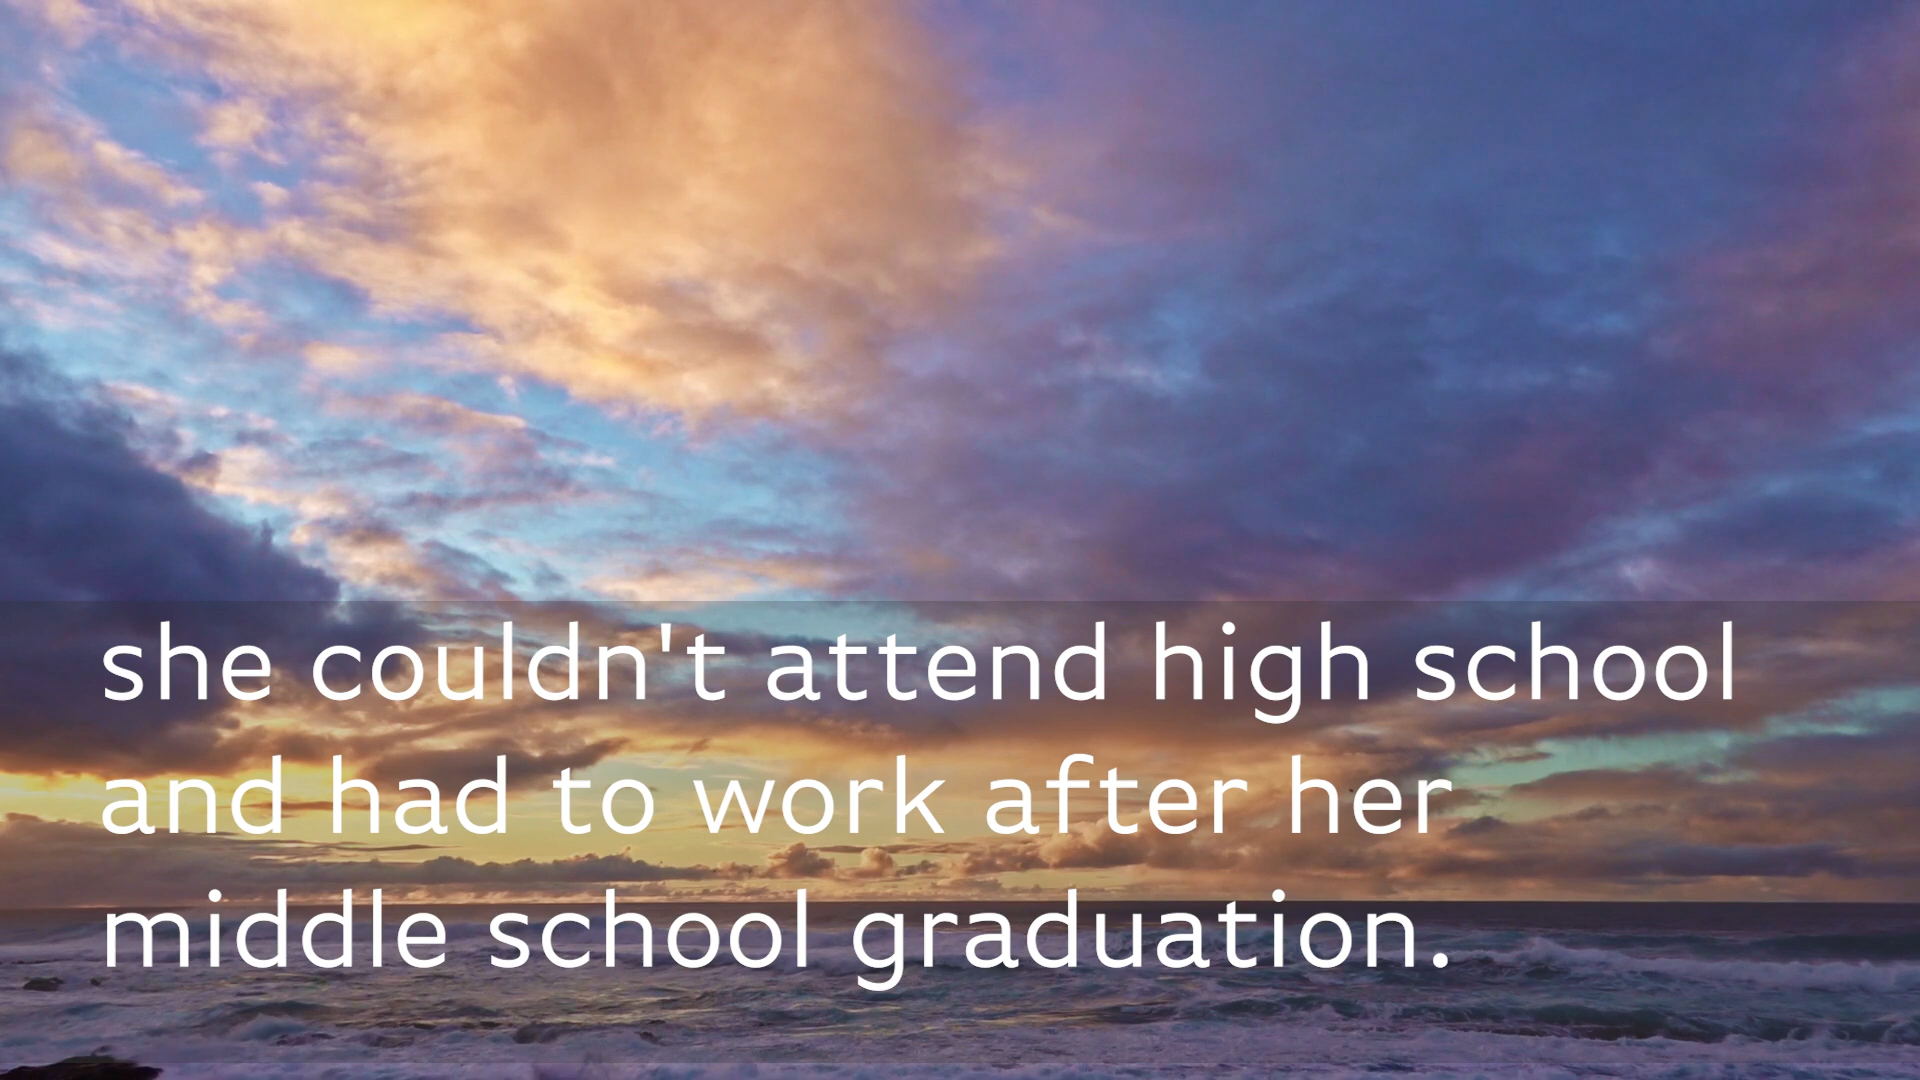 she couldn't attend high school
and had to work after her
middle school graduation.